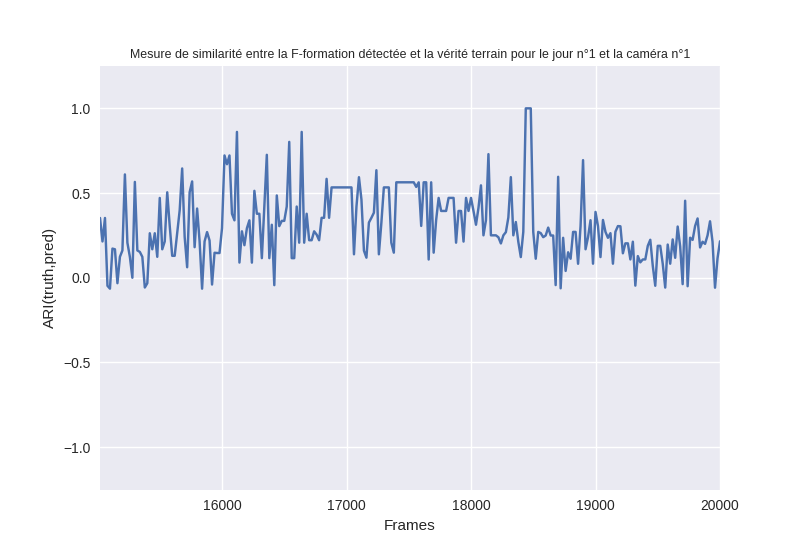 Mesure de similarité entre la F-formation détectée et la vérité terrain pour le jour n°1 et la caméra n°1
1.0
0.5
0.0
−0.5
−1.0
ARI(truth,pred)
16000 17000 18000 19000 20000
Frames